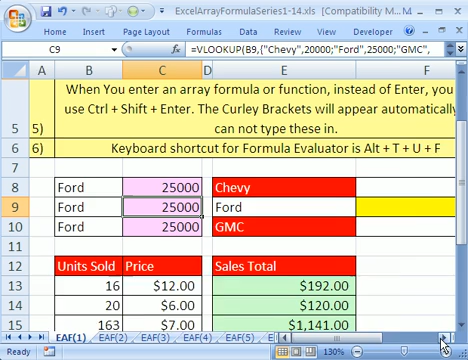 ExcelArrayFormulaSeries1-14.xls [Compatibility M...
Home Insert Page Layout Formulas Data Review View
C9 =VLOOKUP(B9,{"Chevy",20000;"Ford",25000;"GMC",
A B C D E F
When You enter an array formula or function, instead of Enter, you
use Ctrl + Shift + Enter. The Curley Brackets will appear automatically
5 5) can not type these in.
6 6) Keyboard shortcut for Formula Evaluator is Alt + T + U + F
7
8 Ford 25000 Chevy
9 Ford 25000 Ford
10 Ford 25000 GMC
11
12 Units Sold Price Sales Total
13 16 $12.00 $192.00
14 20 $6.00 $120.00
15 163 $7.00 $1,141.00
EAF(1) EAF(2) EAF(3) EAF(4) EAF(5) E
Ready 130%